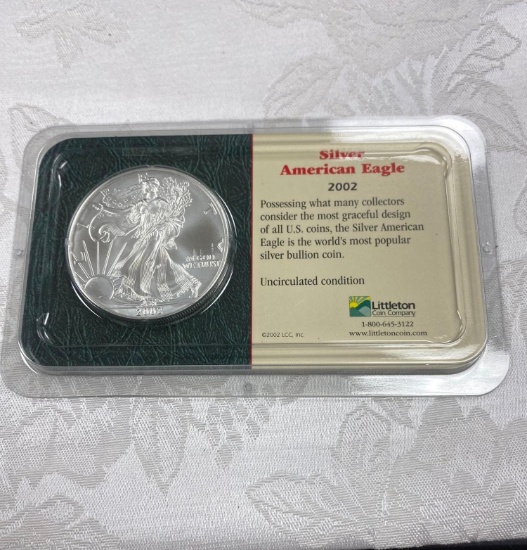 Silver
American Eagle
2002
Possessing what many collectors
consider the most graceful design
of all U.S. coins, the Silver American
Eagle is the world's most popular
silver bullion coin.
Uncirculated condition
Littleton
Coin Company
1-800-645-3122
©2002 LCC, Inc.
www.littletoncoin.com
2002